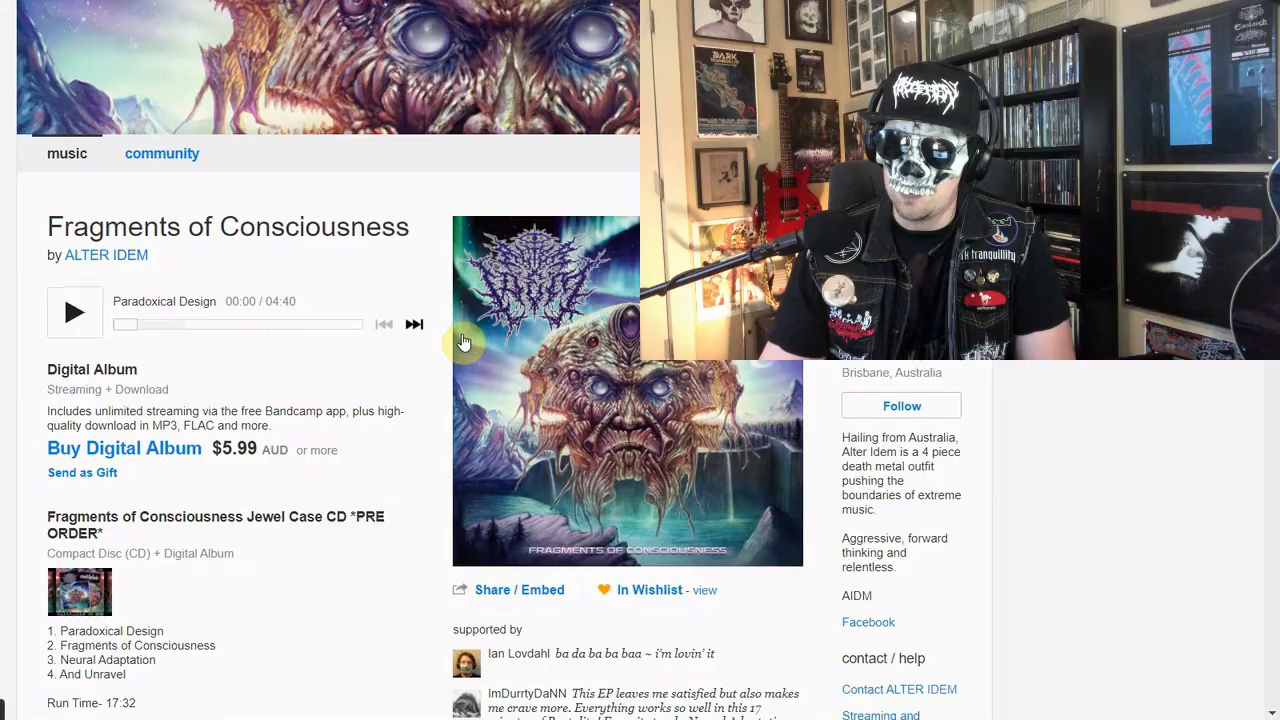 music
community
Fragments of Consciousness
by ALTER IDEM
Paradoxical Design 00:00 / 04:40
Digital Album
Streaming + Download
Includes unlimited streaming via the free Bandcamp app, plus high-
quality download in MP3, FLAC and more.
Buy Digital Album $5.99 AUD or more
Send as Gift
Fragments of Consciousness Jewel Case CD *PRE
ORDER*
Compact Disc (CD) + Digital Album
1. Paradoxical Design
2. Fragments of Consciousness
3. Neural Adaptation
4. And Unravel
Run Time- 17:32
FRAGMENTS OF CONSCIOUSNESS
Share / Embed
In Wishlist - view
supported by
Ian Lovdahl ba da ba ba baa ~ i'm lovin' it
ImDurrtyDaNN This EP leaves me satisfied but also makes
me crave more. Everything works so well in this 17
DARK
TRANQUILLITY
k tranquillity
Brisbane, Australia
Follow
Hailing from Australia,
Alter Idem is a 4 piece
death metal outfit
pushing the
boundaries of extreme
music.
Aggressive, forward
thinking and
relentless.
AIDM
Facebook
contact / help
Contact ALTER IDEM
Streaming and